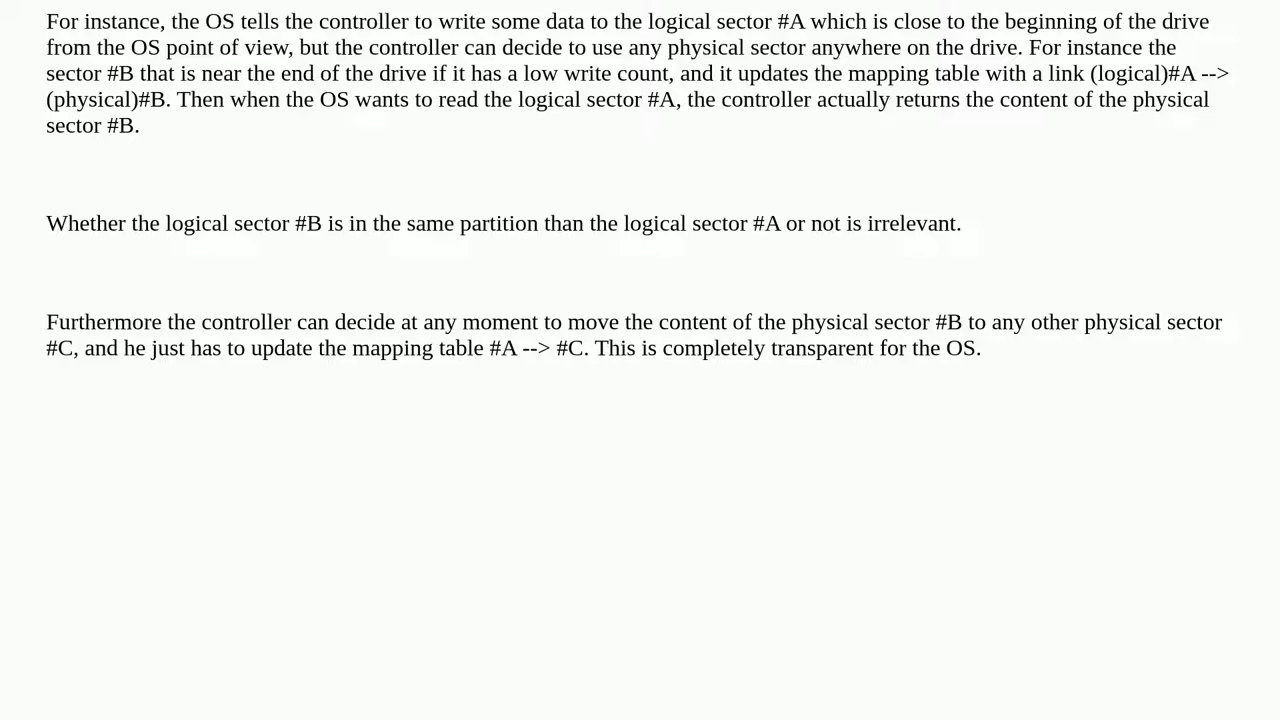 For instance, the OS tells the controller to write some data to the logical sector #A which is close to the beginning of the drive
from the OS point of view, but the controller can decide to use any physical sector anywhere on the drive. For instance the
sector #B that is near the end of the drive if it has a low write count, and it updates the mapping table with a link (logical)#A -->
(physical)#B. Then when the OS wants to read the logical sector #A, the controller actually returns the content of the physical
sector #B.
Whether the logical sector #B is in the same partition than the logical sector #A or not is irrelevant.
Furthermore the controller can decide at any moment to move the content of the physical sector #B to any other physical sector
#C, and he just has to update the mapping table #A --> #C. This is completely transparent for the OS.